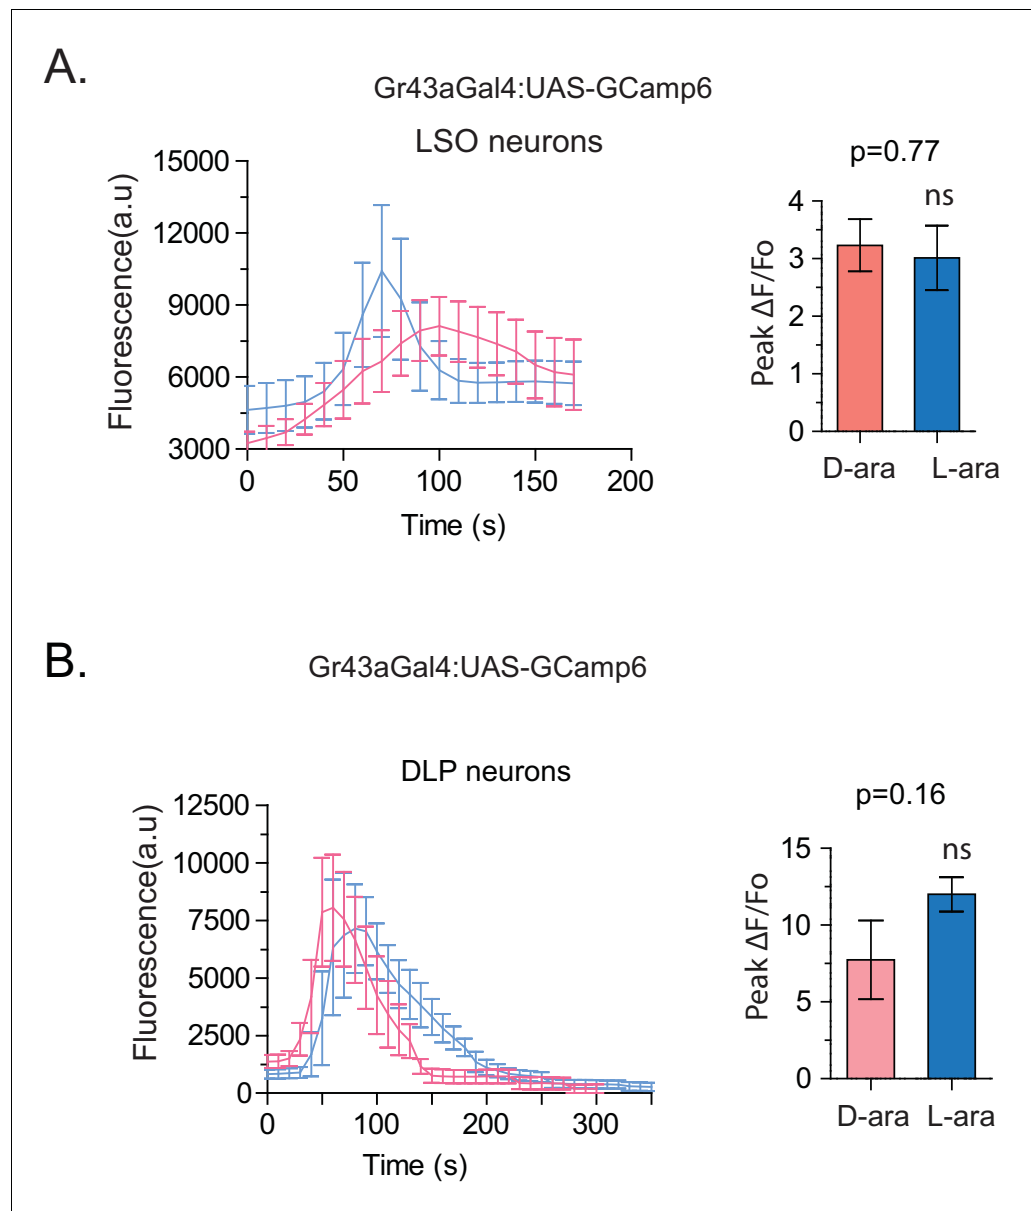 A.
Gr43aGal4:UAS-GCamp6
LSO neurons
Fluorescence(a.u)
15000
12000
9000
6000
3000
0
50
100
150
200
Time (s)
p=0.77
ns
Peak ΔF/Fo
4
3
2
1
0
D-ara
L-ara
B.
Gr43aGal4:UAS-GCamp6
DLP neurons
Fluorescence(a.u)
12500
10000
7500
5000
2500
0
0
100
200
300
Time (s)
p=0.16
ns
Peak ΔF/Fo
15
10
5
0
D-ara
L-ara